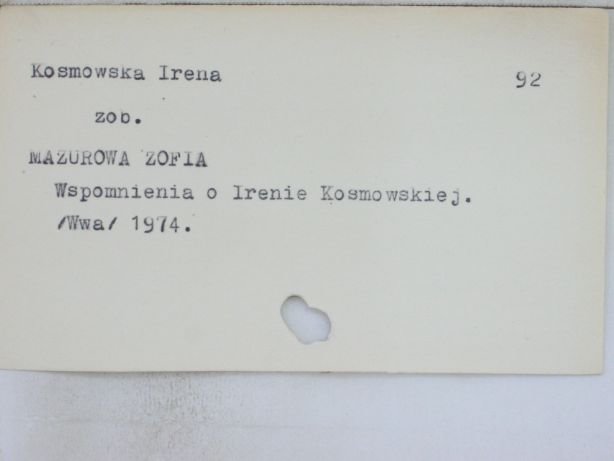 Kosmowska Irena 92
zob.
MAZUROWA ZOFIA
Wspomnienia o Irenie Kosmowskiej.
/Wwa/ 1974.